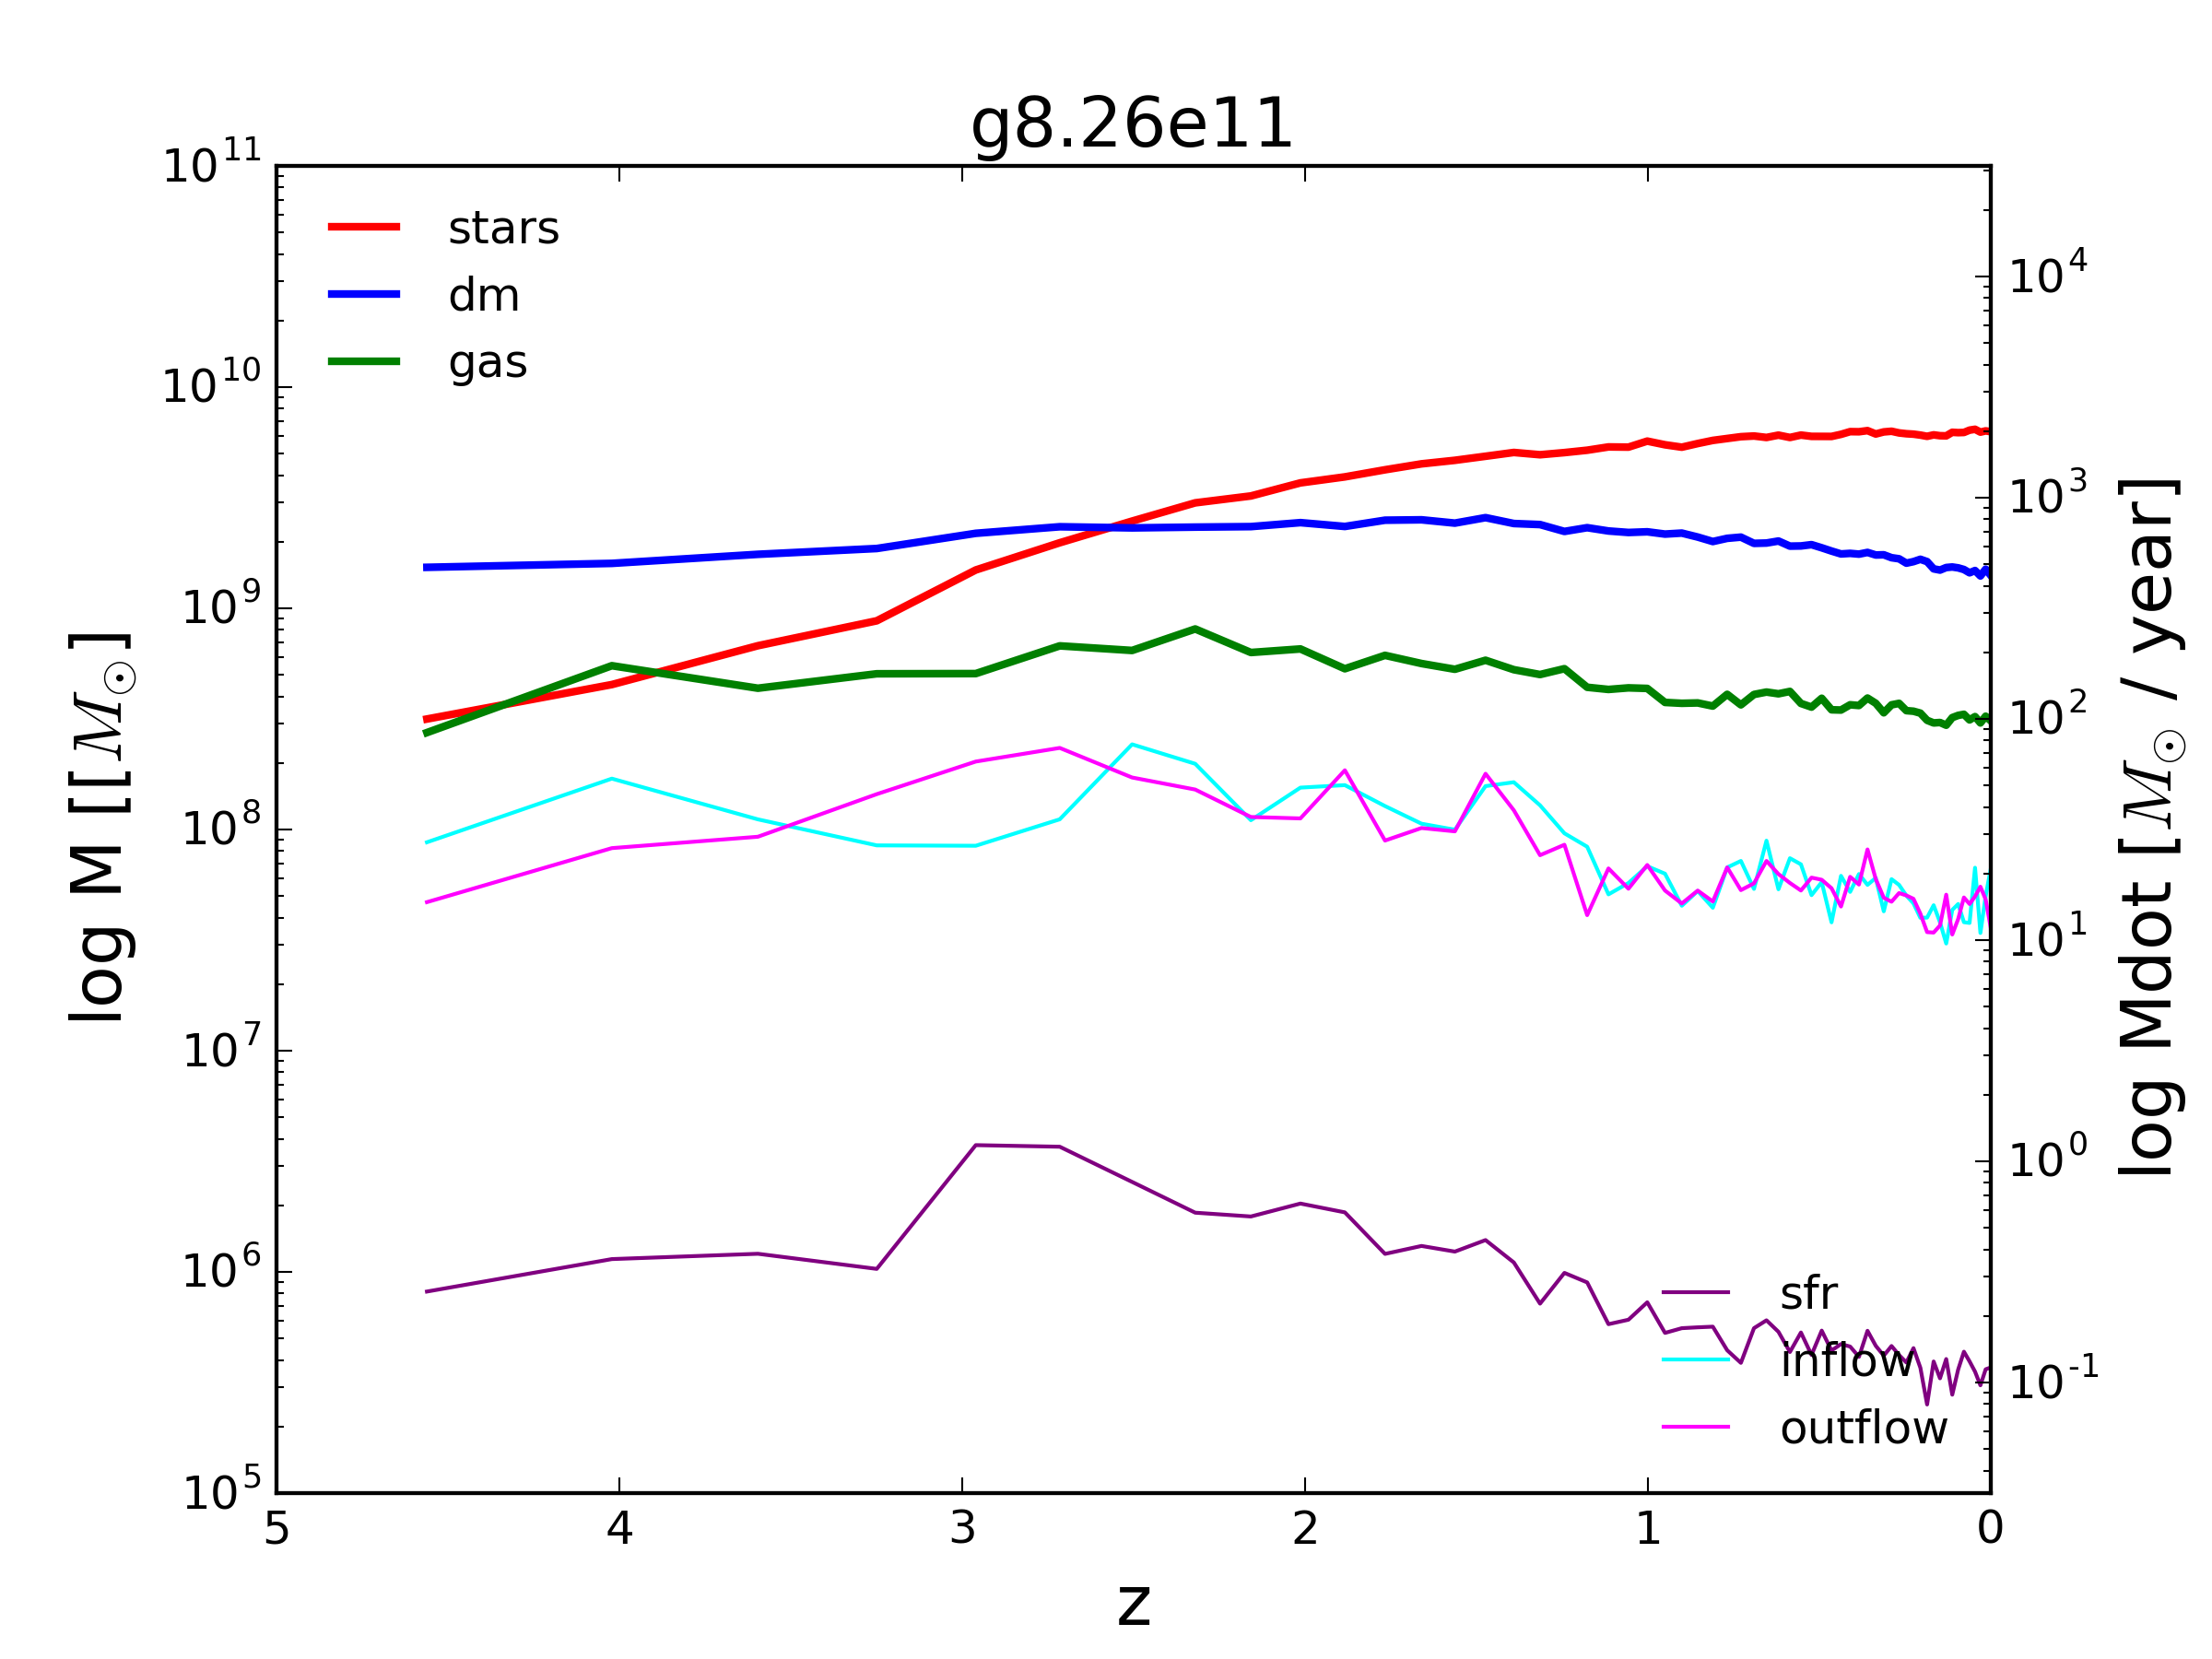 g8.26e11
stars
dm
gas
10^11
10^10
10^9
10^8
10^7
10^6
10^5
log M [[M☉]
10^4
10^3
10^2
10^1
10^0
10^-1
log Mdot [M☉ / year]
sfr
inflow
outflow
5 4 3 2 1 0
z